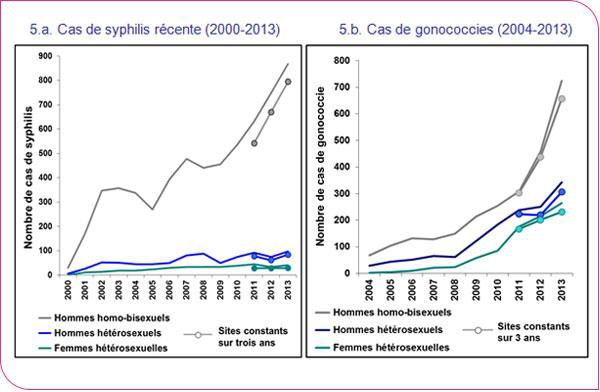 5.a. Cas de syphilis récente (2000-2013)
Nombre de cas de syphilis
900
800
700
600
500
400
300
200
100
0
2000 2001 2002 2003 2004 2005 2006 2007 2008 2009 2010 2011 2012 2013
Hommes homo-bisexuels
Hommes hétérosexuels
Femmes hétérosexuelles
Sites constants
sur trois ans
5.b. Cas de gonococcies (2004-2013)
Nombre de cas de gonococcie
800
700
600
500
400
300
200
100
0
2004 2005 2006 2007 2008 2009 2010 2011 2012 2013
Hommes homo-bisexuels
Hommes hétérosexuels
Femmes hétérosexuelles
Sites constants
sur 3 ans